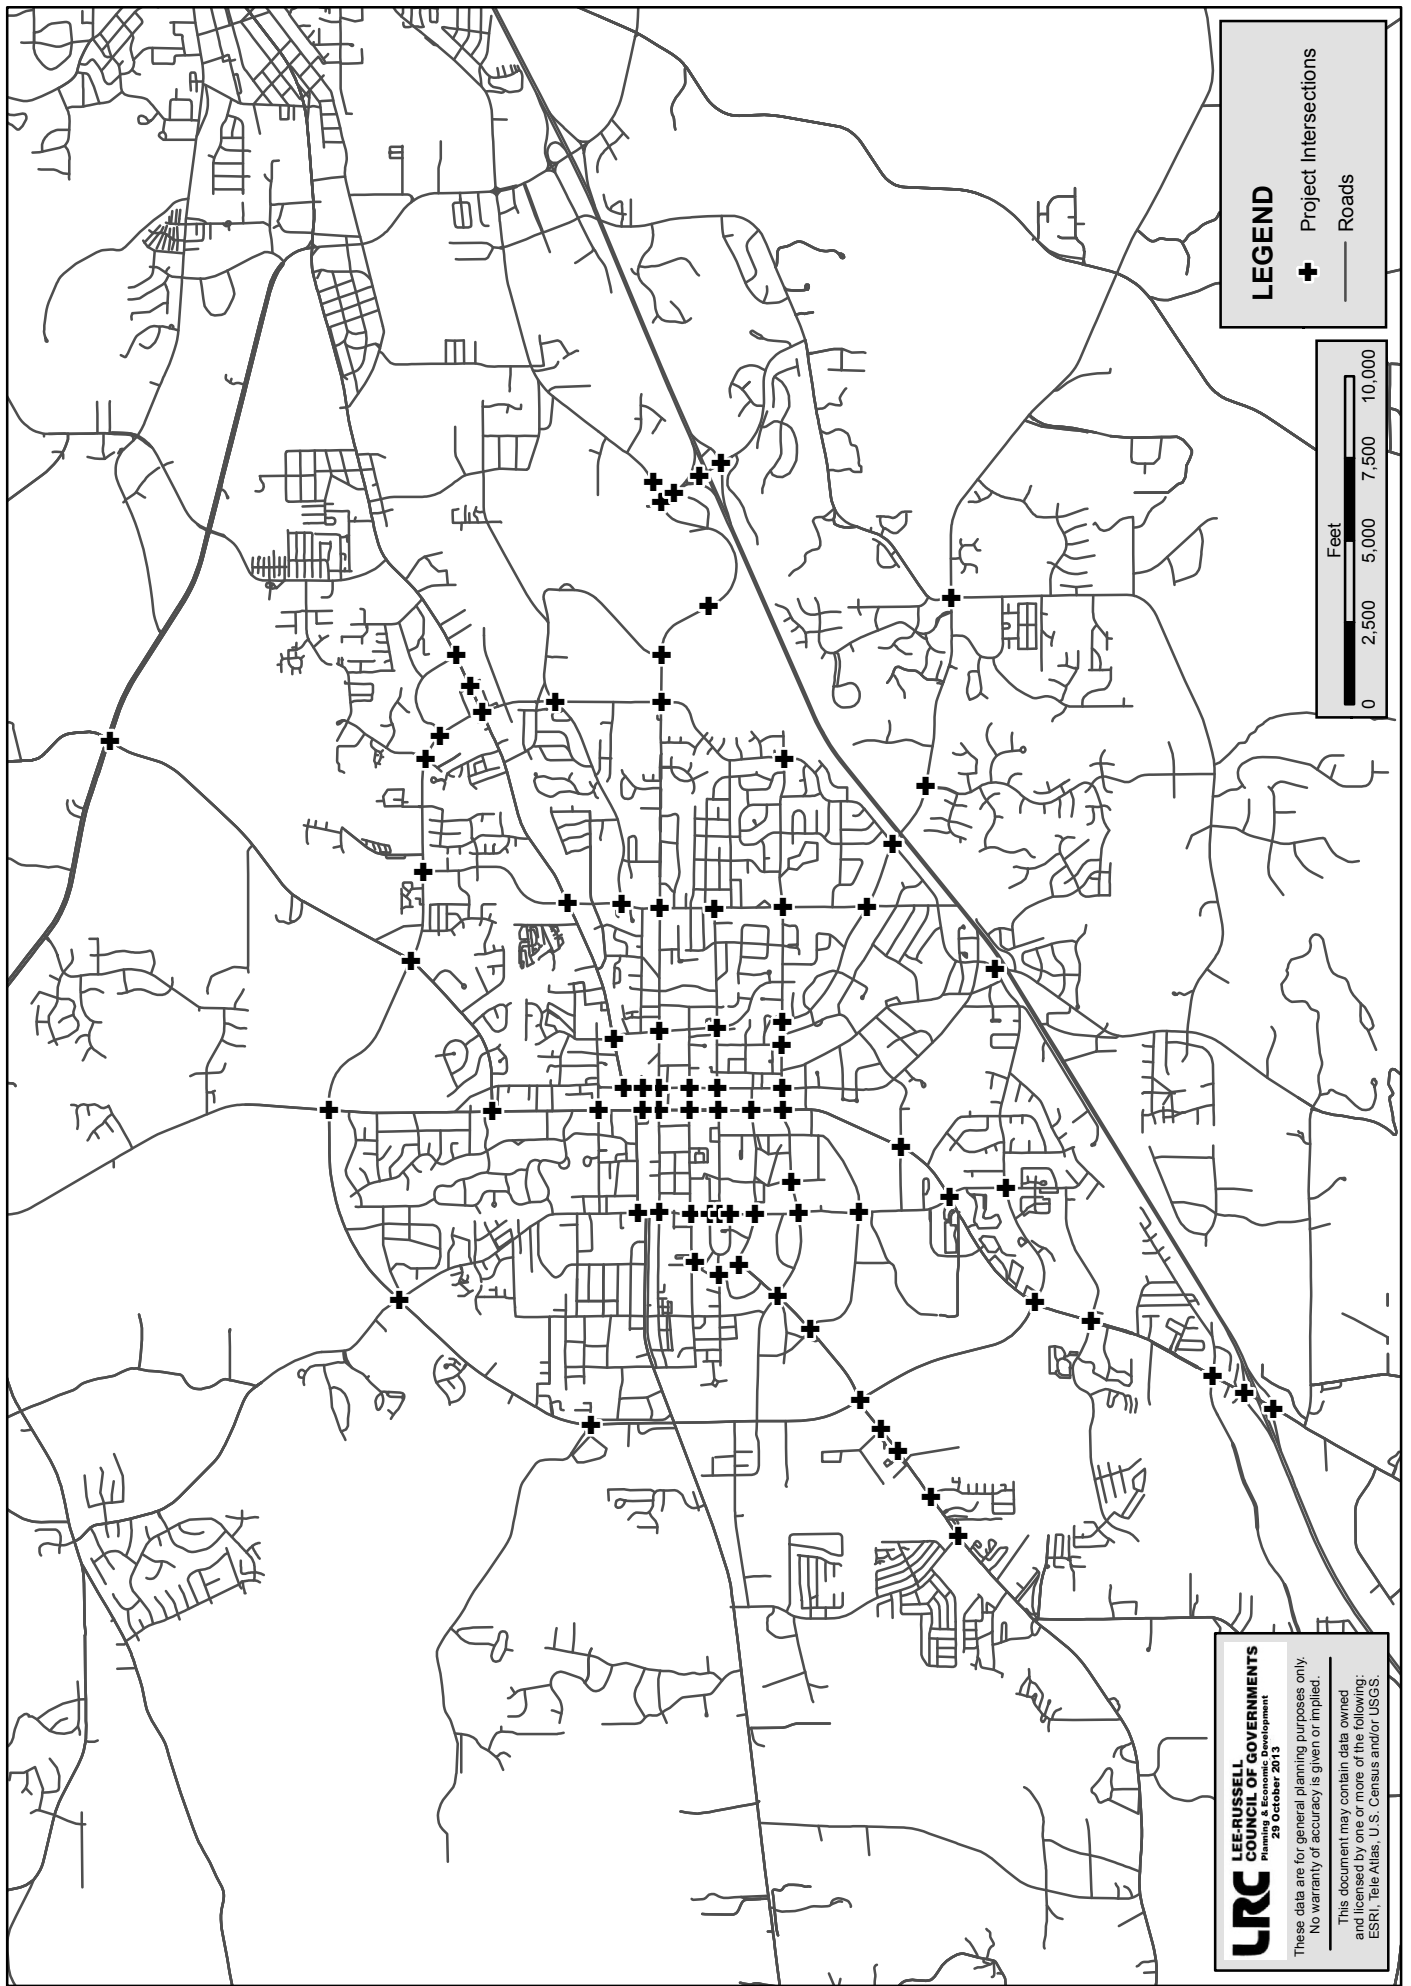 LEGEND
Project Intersections
Roads
Feet
0 2,500 5,000 7,500 10,000
LRC
LEE-RUSSELL
COUNCIL OF GOVERNMENTS
Planning & Economic Development
29 October 2013
These data are for general planning purposes only.
No warranty of accuracy is given or implied.
This document may contain data owned
and licensed by one or more of the following:
ESRI, Tele Atlas, U.S. Census and/or USGS.